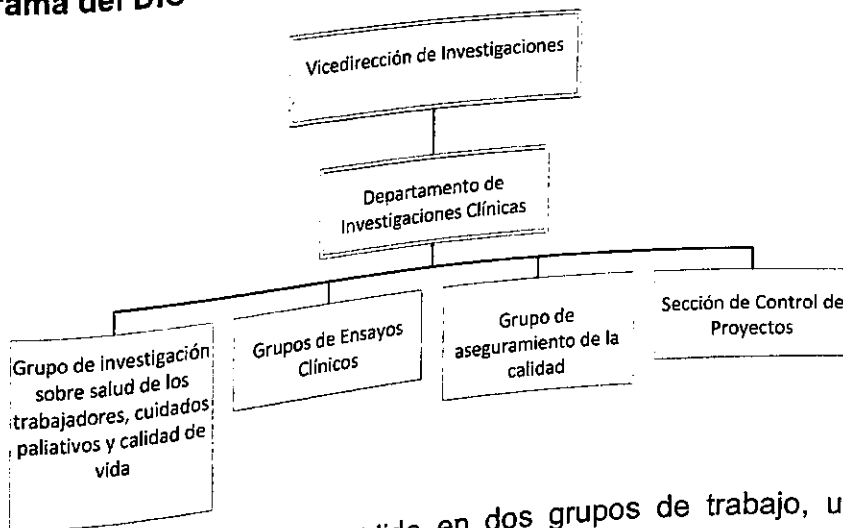 del DIC
Vicedirección de Investigaciones
Departamento de
Investigaciones Clínicas
Grupo de investigación
sobre salud de los
trabajadores, cuidados
paliativos y calidad de
vida
Grupos de Ensayos
Clínicos
Grupo de
aseguramiento de la
calidad
Sección de Control de
Proyectos
en dos grupos de trabajo,